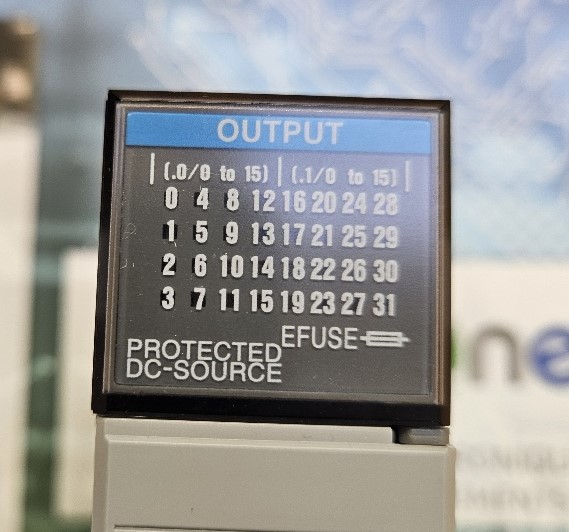 OUTPUT
(.0/0 to 15) (.1/0 to 15)
0 4 8 12 16 20 24 28
1 5 9 13 17 21 25 29
2 6 10 14 18 22 26 30
3 7 11 15 19 23 27 31
EFUSE
PROTECTED
DC-SOURCE